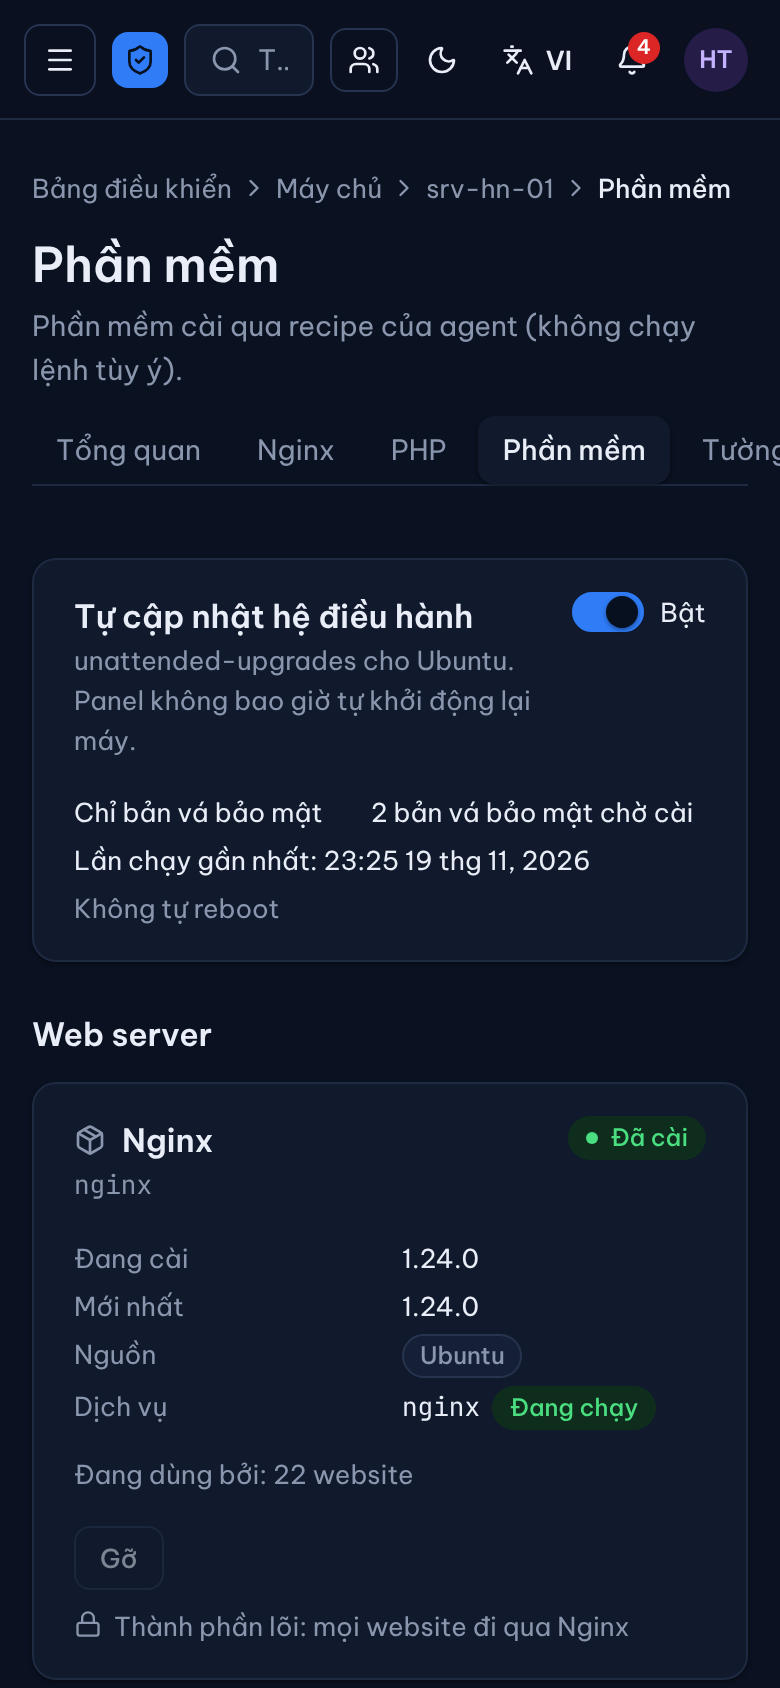 T..
VI
4
HT
Bảng điều khiển > Máy chủ > srv-hn-01 > Phần mềm
Phần mềm
Phần mềm cài qua recipe của agent (không chạy
lệnh tùy ý).
Tổng quan Nginx PHP Phần mềm Tường
Tự cập nhật hệ điều hành
Bật
unattended-upgrades cho Ubuntu.
Panel không bao giờ tự khởi động lại
máy.
Chỉ bản vá bảo mật 2 bản vá bảo mật chờ cài
Lần chạy gần nhất: 23:25 19 thg 11, 2026
Không tự reboot
Web server
Nginx
Đã cài
nginx
Đang cài 1.24.0
Mới nhất 1.24.0
Nguồn Ubuntu
Dịch vụ nginx Đang chạy
Đang dùng bởi: 22 website
Gỡ
Thành phần lõi: mọi website đi qua Nginx